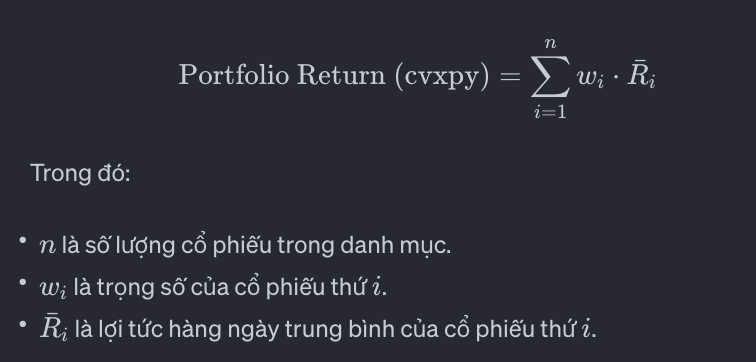 Portfolio Return (cvxpy) = \sum_{i=1}^{n} w_i \cdot \bar{R}_i
Trong đó:
• n là số lượng cổ phiếu trong danh mục.
• w_i là trọng số của cổ phiếu thứ i.
• \bar{R}_i là lợi tức hàng ngày trung bình của cổ phiếu thứ i.